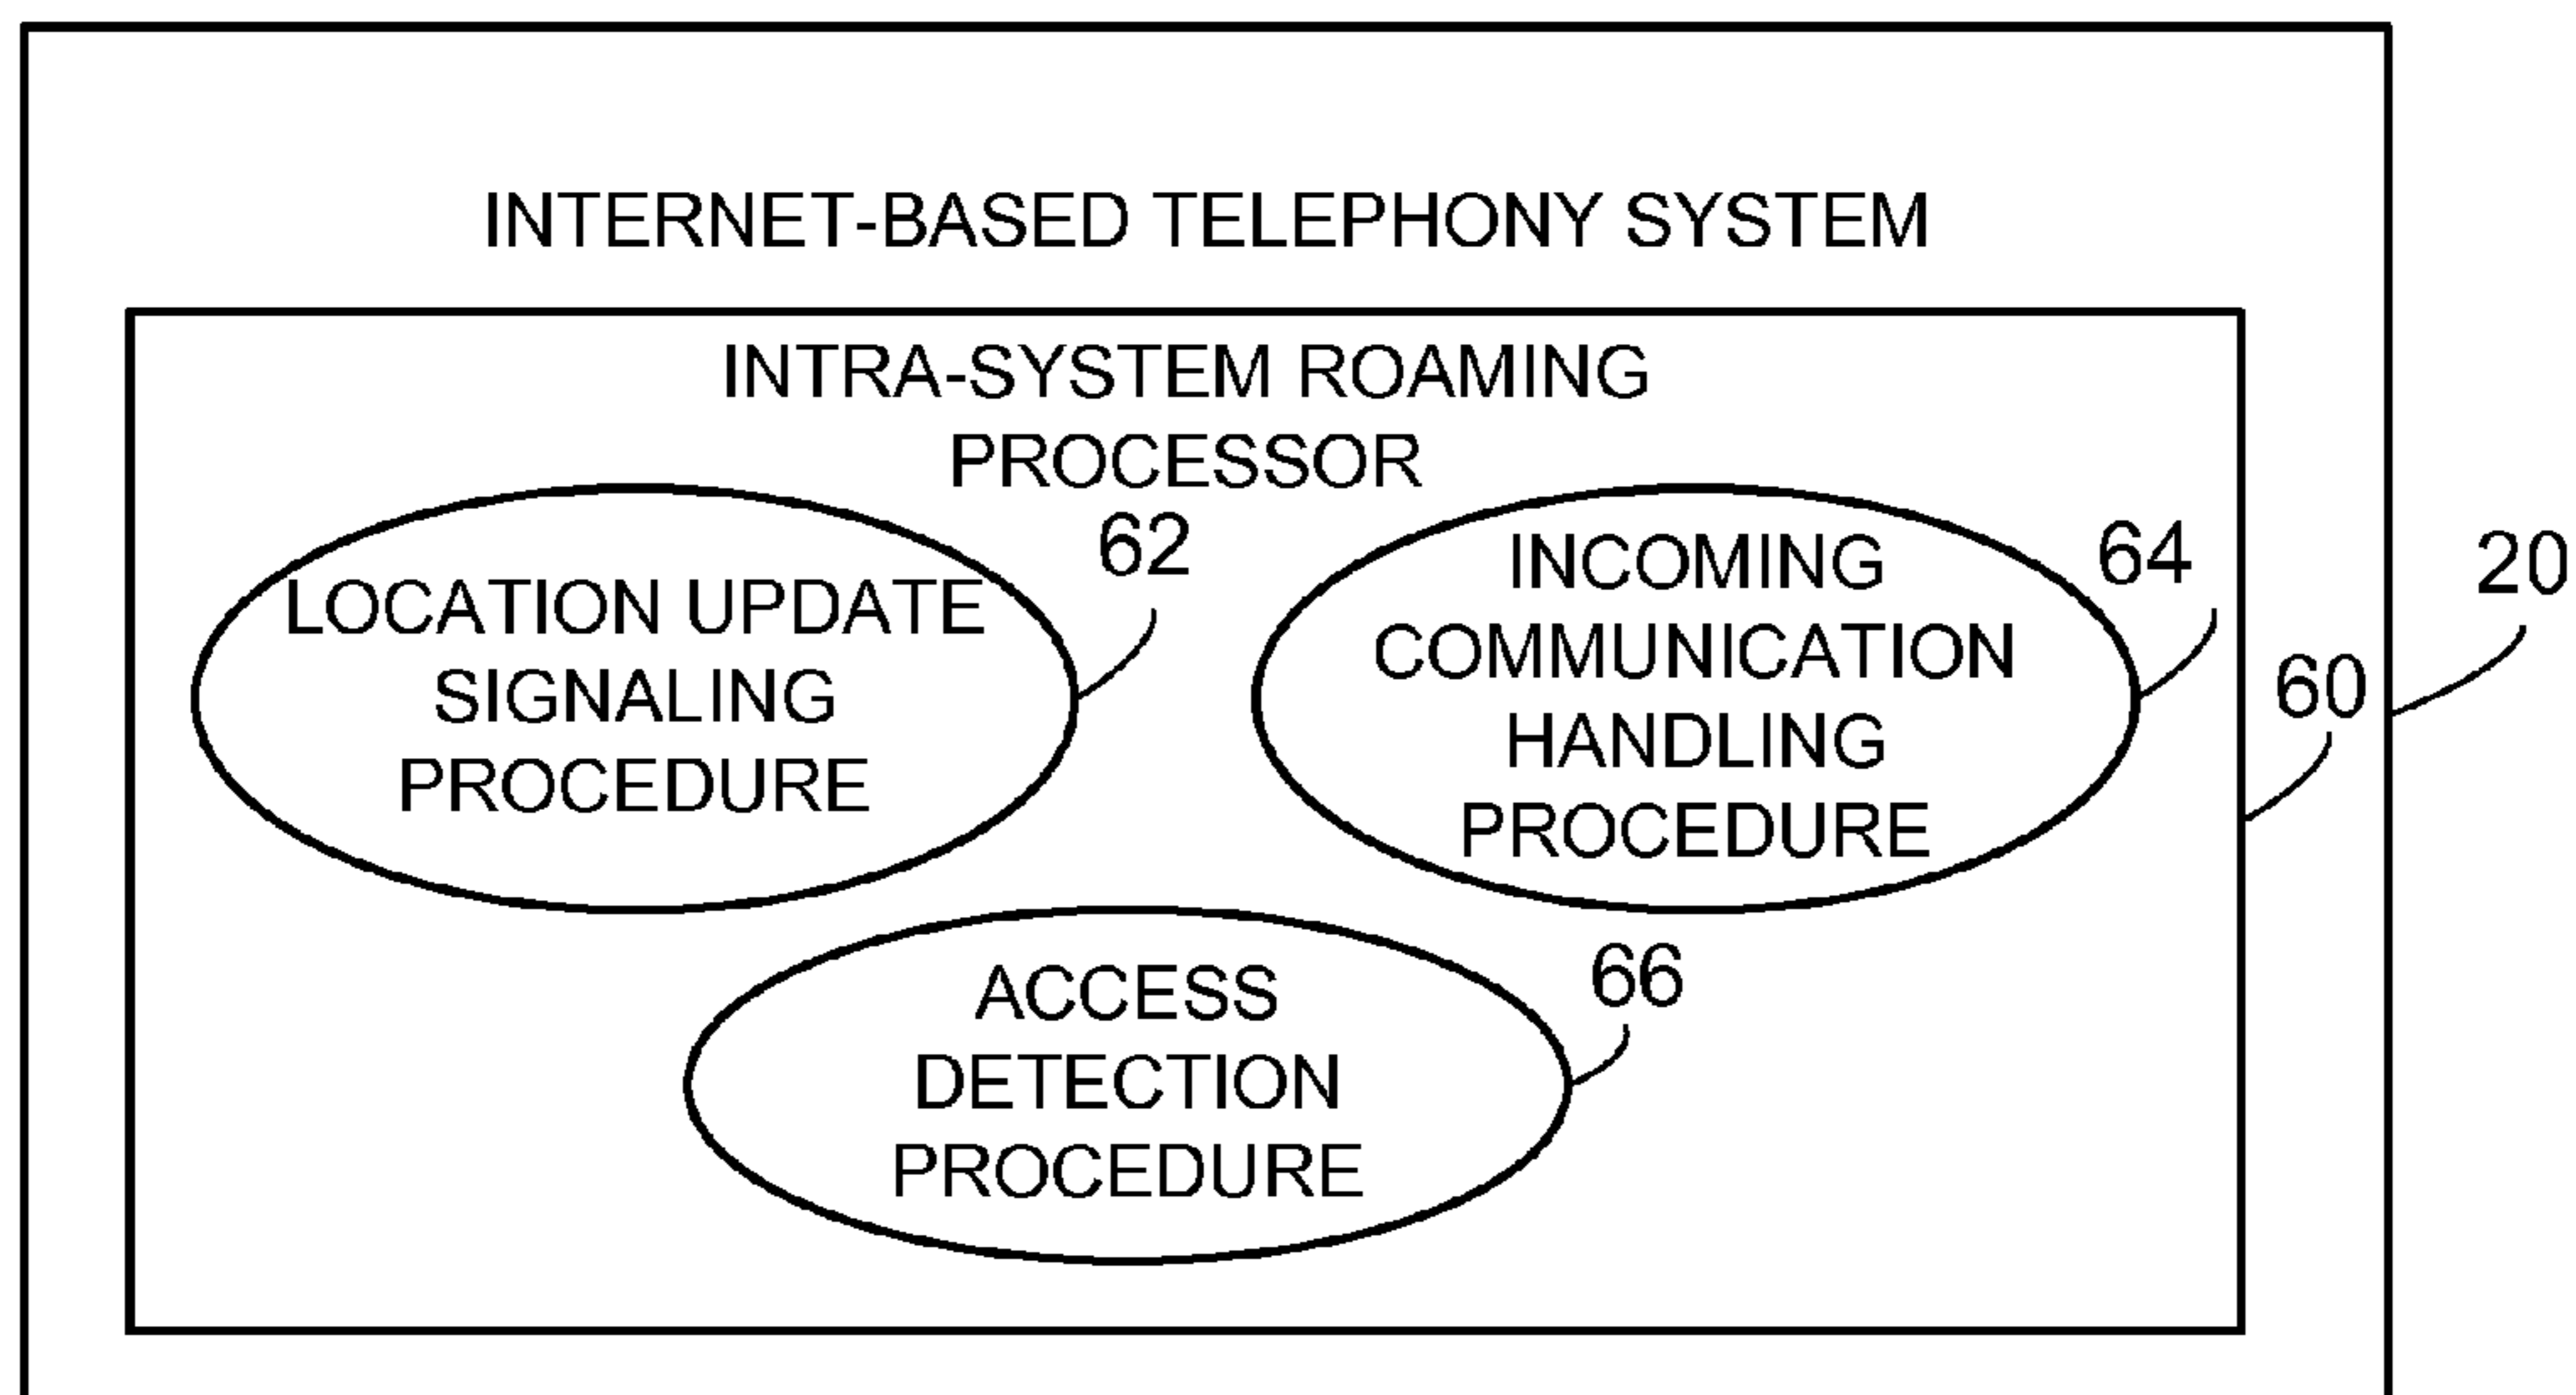 INTERNET-BASED TELEPHONY SYSTEM
INTRA-SYSTEM ROAMING
PROCESSOR
62
LOCATION UPDATE
SIGNALING
PROCEDURE
64
INCOMING
COMMUNICATION
HANDLING
PROCEDURE
20
60
66
ACCESS
DETECTION
PROCEDURE